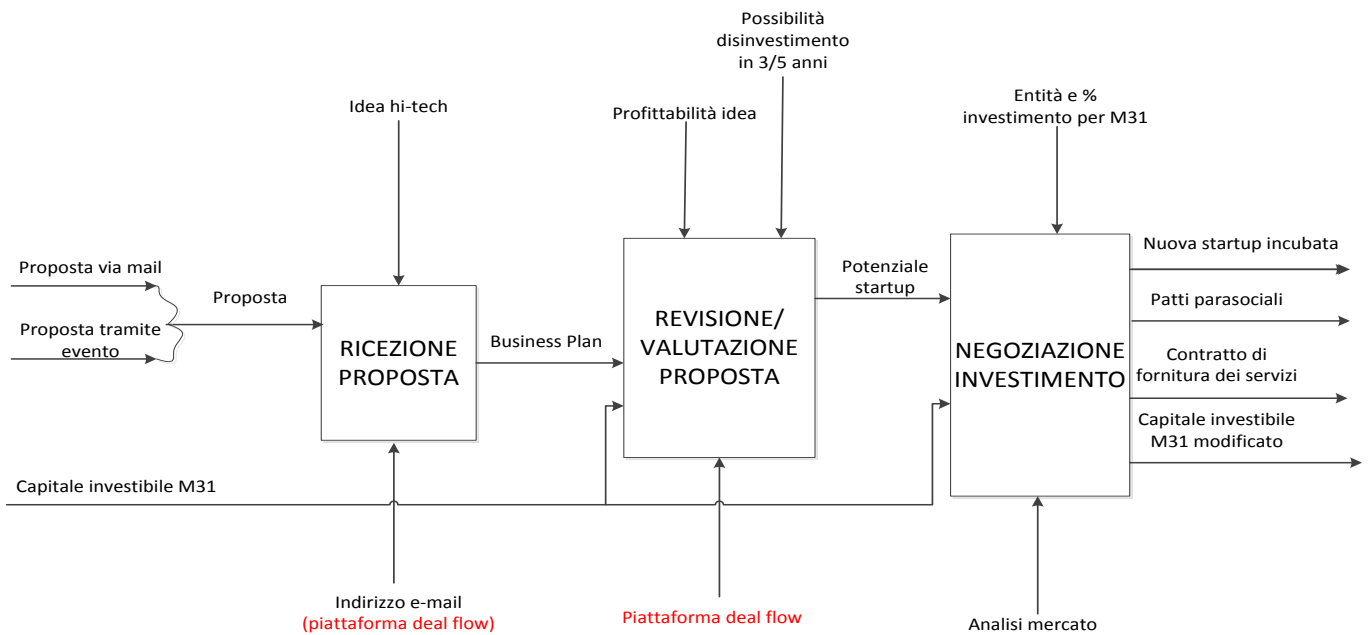 Possibilità
disinvestimento
in 3/5 anni
Idea hi-tech
Profittabilità idea
Entità e %
investimento per M31
Proposta via mail
Proposta tramite
evento
Proposta
RICEZIONE
PROPOSTA
Business Plan
REVISIONE/
VALUTAZIONE
PROPOSTA
Potenziale
startup
NEGOZIAZIONE
INVESTIMENTO
Nuova startup incubata
Patti parasociali
Contratto di
fornitura dei servizi
Capitale investibile
M31 modificato
Capitale investibile M31
Indirizzo e-mail
(piattaforma deal flow)
Piattaforma deal flow
Analisi mercato